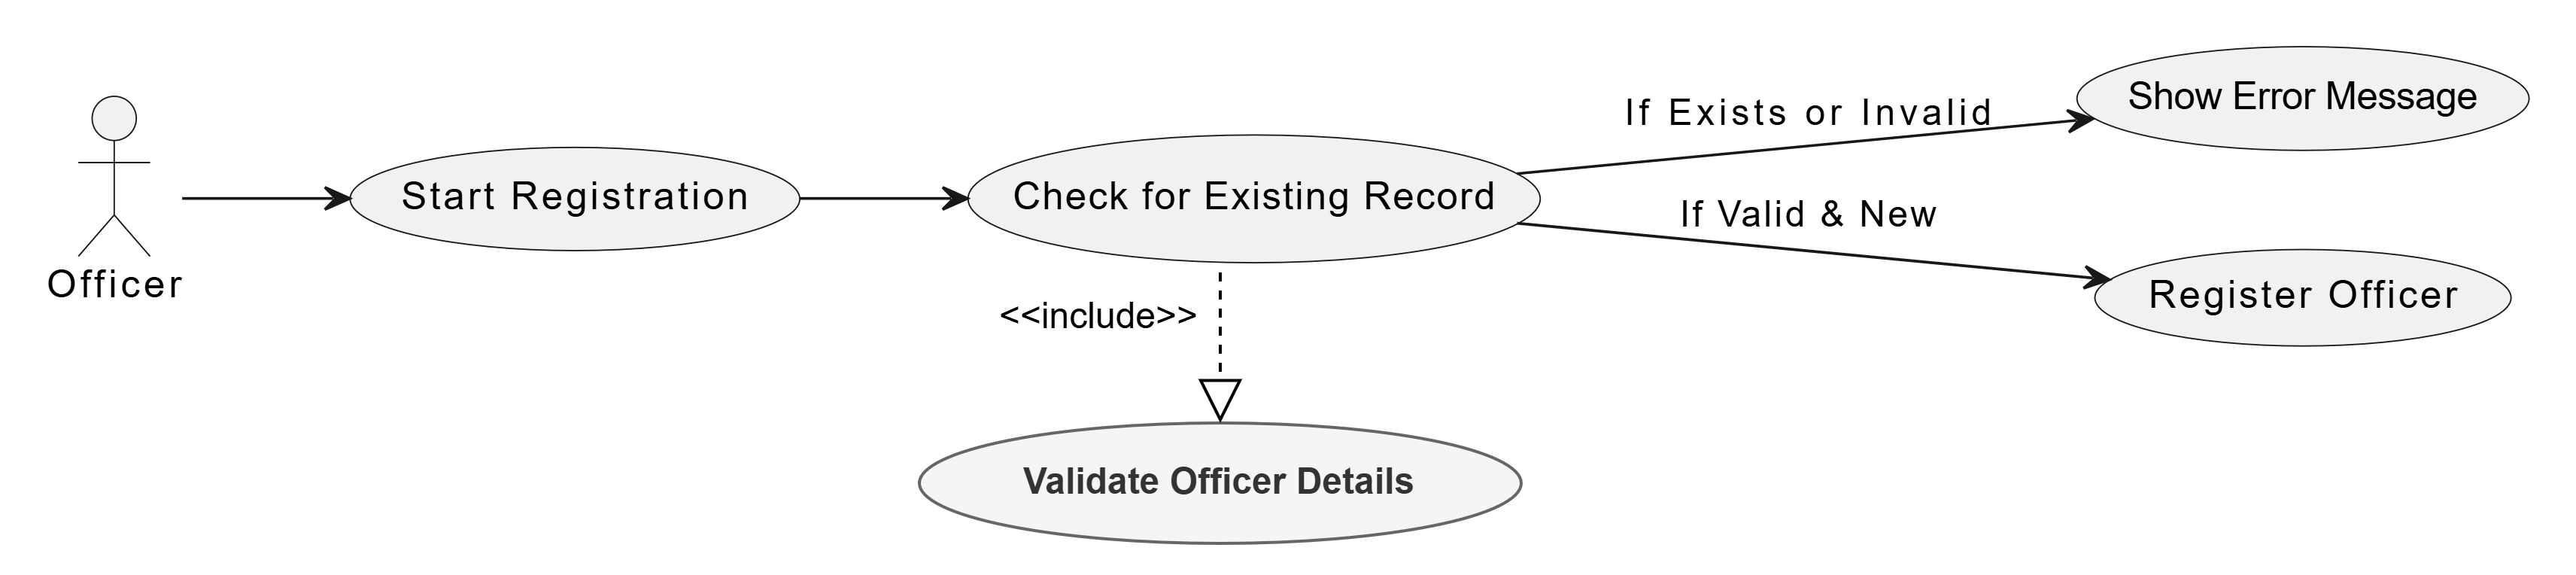 Officer
Start Registration
Check for Existing Record
If Exists or Invalid
Show Error Message
If Valid & New
Register Officer
<<include>>
Validate Officer Details